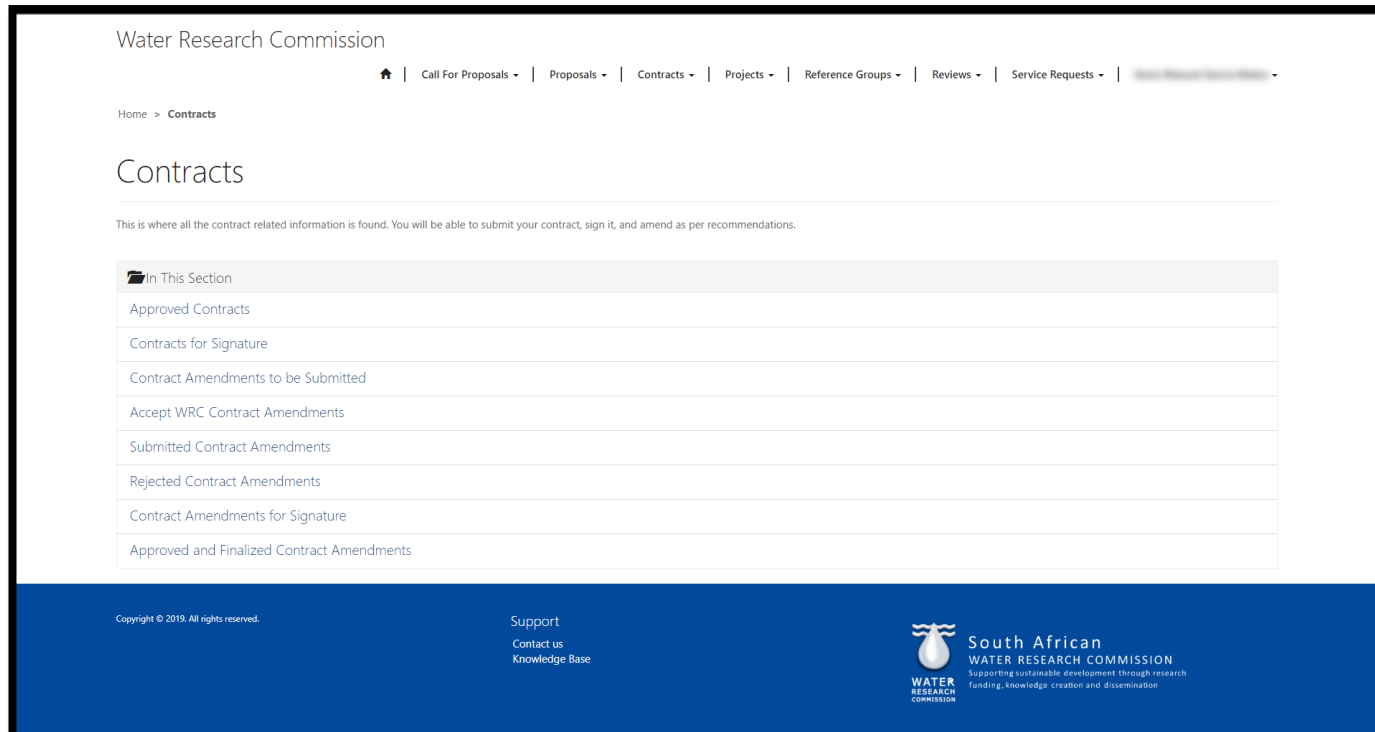 Water Research Commission
Call For Proposals | Proposals | Contracts | Projects | Reference Groups | Reviews | Service Requests |
Home > Contracts
Contracts
This is where all the contract related information is found. You will be able to submit your contract, sign it, and amend as per recommendations.
In This Section
Approved Contracts
Contracts for Signature
Contract Amendments to be Submitted
Accept WRC Contract Amendments
Submitted Contract Amendments
Rejected Contract Amendments
Contract Amendments for Signature
Approved and Finalized Contract Amendments
Copyright © 2019. All rights reserved.
Support
Contact us
Knowledge Base
WATER
RESEARCH
COMMISSION
South African
WATER RESEARCH COMMISSION
Supporting sustainable development through research
funding, knowledge creation and dissemination